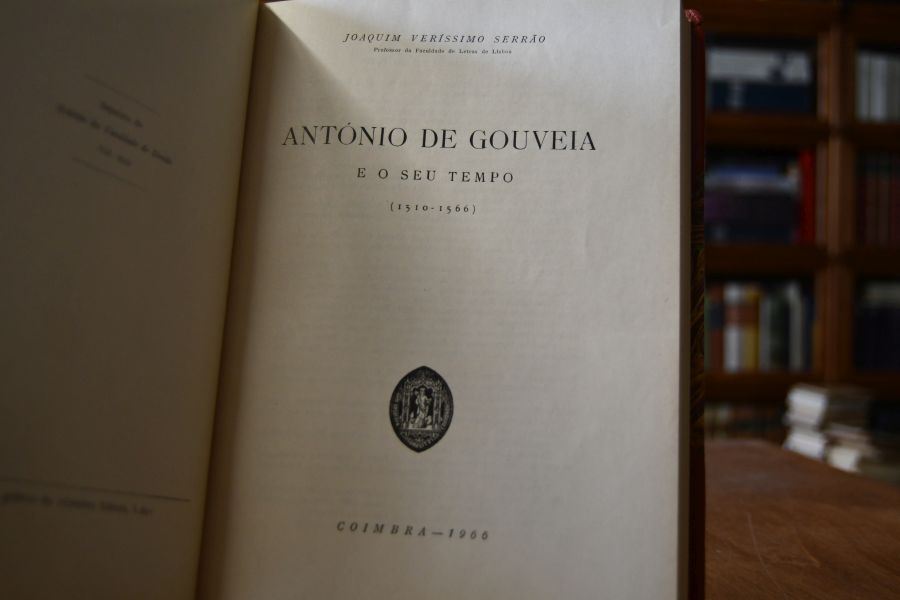 JOAQUIM VERÍSSIMO SERRÃO
Professor da Faculdade de Letras de Lisboa
ANTÓNIO DE GOUVEIA
E O SEU TEMPO
(1510-1566)
COIMBRA — 1966